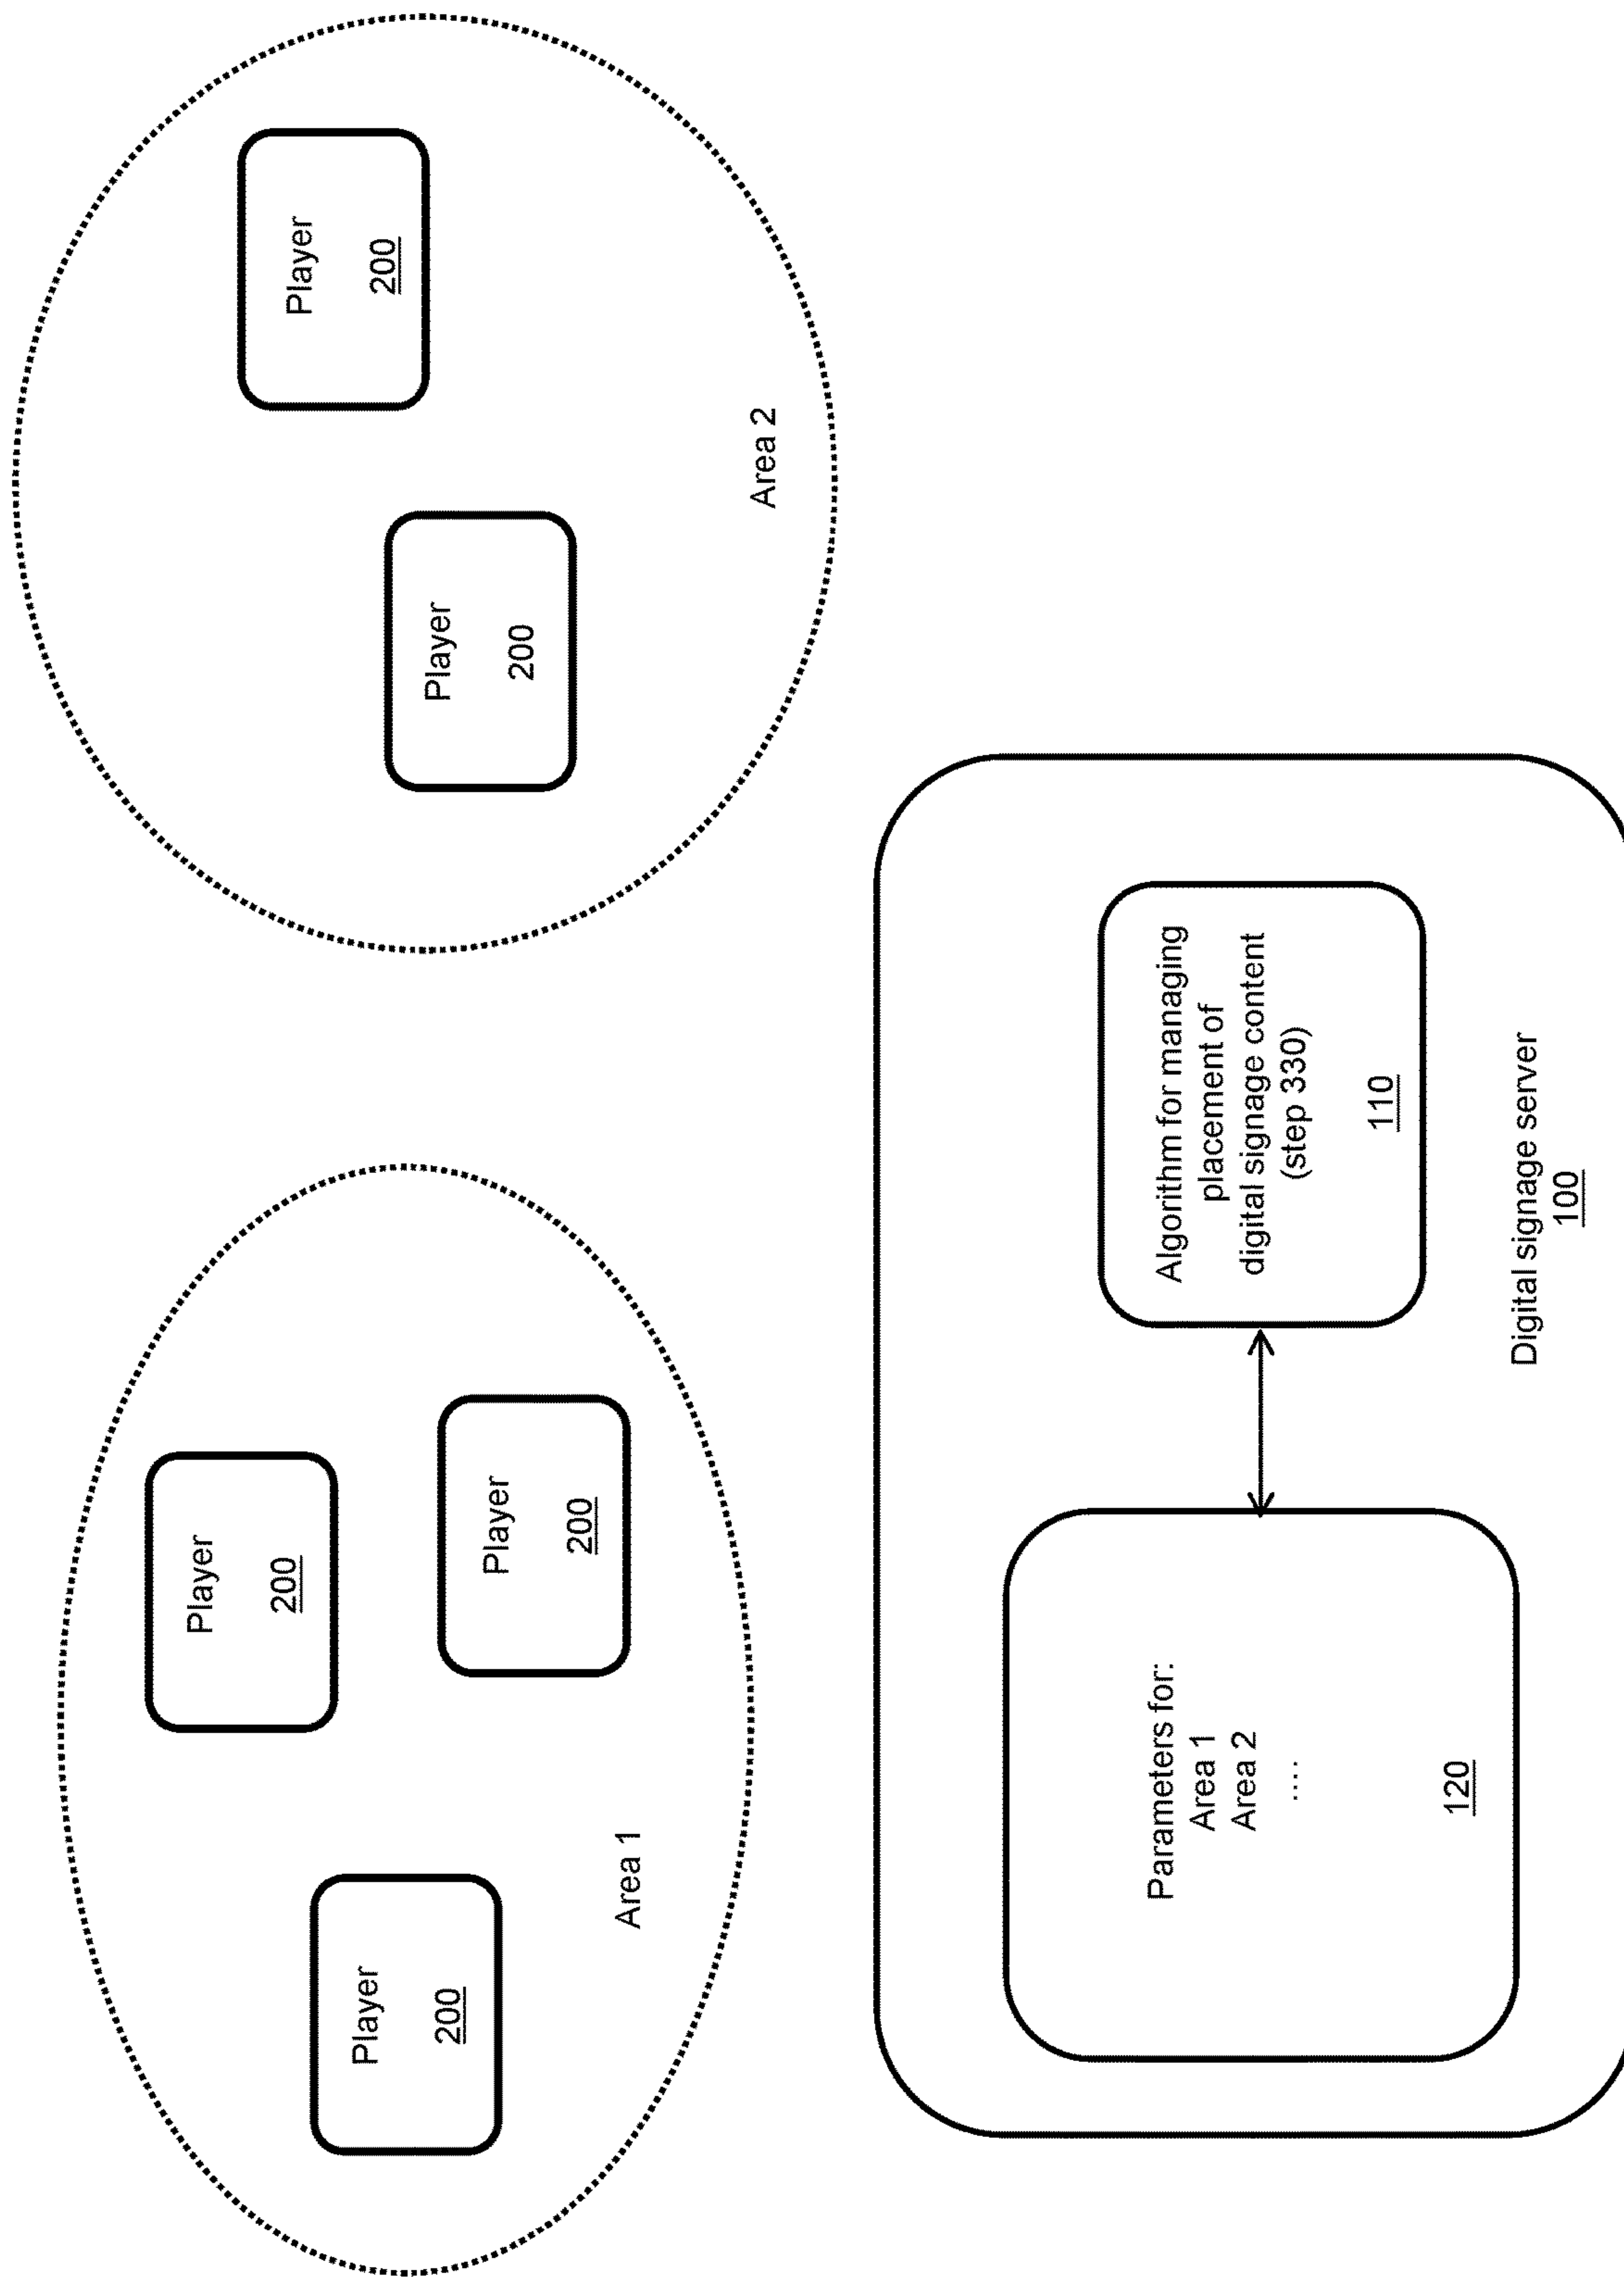 Player
200
Player
200
Player
200
Area 1
Player
200
Player
200
Area 2
Parameters for:
Area 1
Area 2
....
120
Algorithm for managing
placement of
digital signage content
(step 330)
110
Digital signage server
100